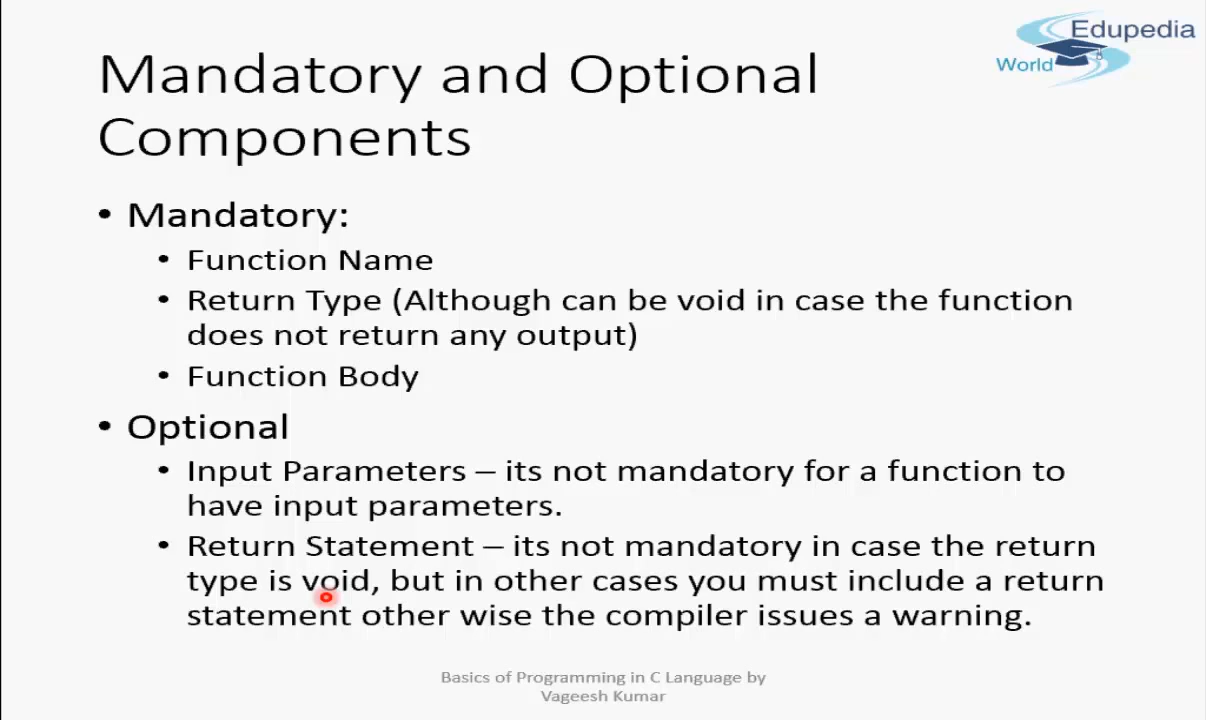 Edupedia
World
Mandatory and Optional
Components
• Mandatory:
• Function Name
• Return Type (Although can be void in case the function
does not return any output)
• Function Body
• Optional
• Input Parameters – its not mandatory for a function to
have input parameters.
• Return Statement – its not mandatory in case the return
type is void, but in other cases you must include a return
statement other wise the compiler issues a warning.
Basics of Programming in C Language by
Vageesh Kumar